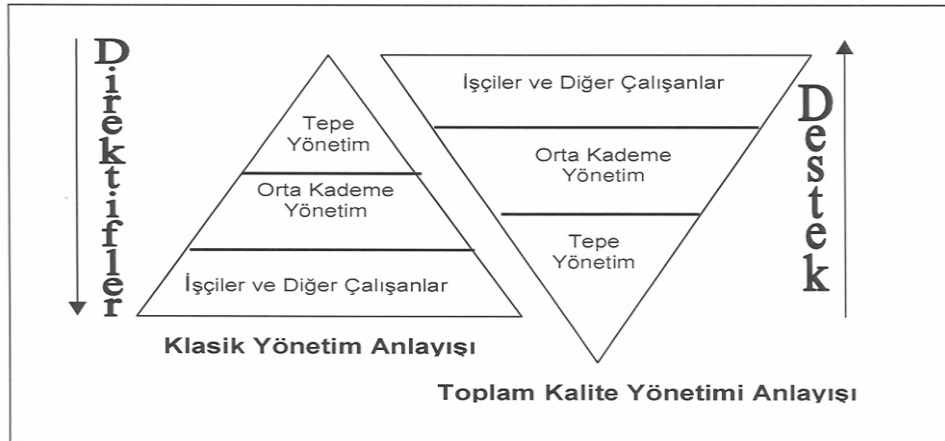 Direktifler
Tepe
Yönetim
Orta Kademe
Yönetim
İşçiler ve Diğer Çalışanlar
Klasik Yönetim Anlayışı
İşçiler ve Diğer Çalışanlar
Orta Kademe
Yönetim
Tepe
Yönetim
Destek
Toplam Kalite Yönetimi Anlayışı